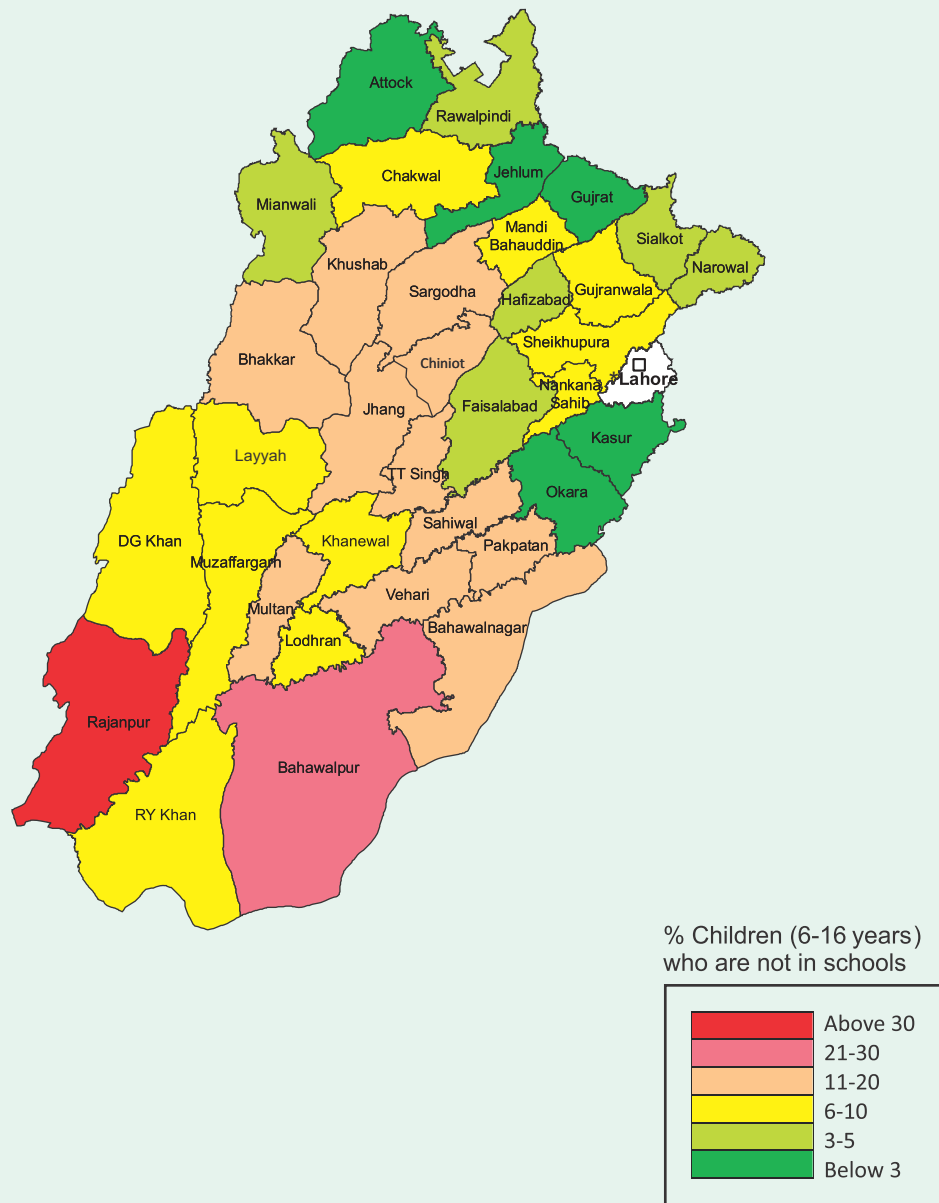 Attock
Rawalpindi
Jehlum
Chakwal
Gujrat
Mianwali
Mandi
Bahauddin
Sialkot
Narowal
Khushab
Sargodha
Hafizabad
Gujranwala
Sheikhupura
Bhakkar
Chiniot
*Lahore
Nankana
Sahib
Jhang
Faisalabad
Kasur
Layyah
TT Singh
Okara
DG Khan
Sahiwal
Khanewal
Pakpatan
Muzaffargarh
Vehari
Multan
Bahawalnagar
Lodhran
Rajanpur
Bahawalpur
RY Khan
% Children (6-16 years)
who are not in schools
Above 30
21-30
11-20
6-10
3-5
Below 3